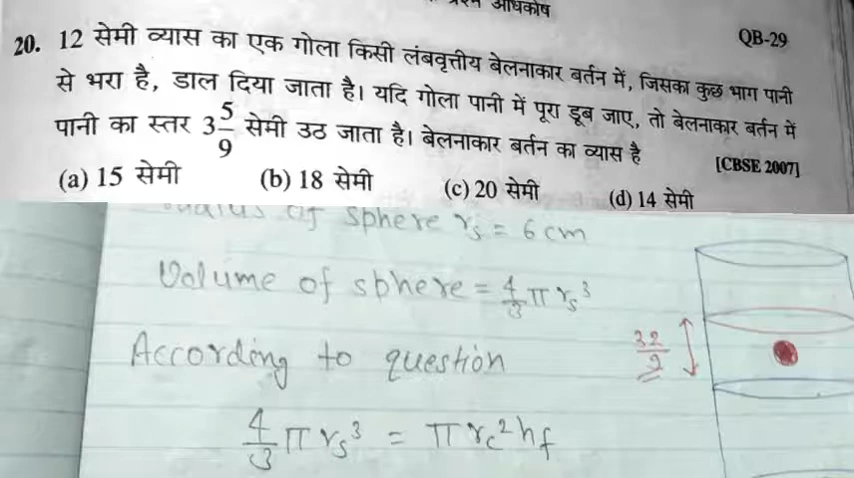 प्रश्न अधिकोष
QB-29
20. 12 सेमी व्यास का एक गोला किसी लंबवृत्तीय बेलनाकार बर्तन में, जिसका कुछ भाग पानी
से भरा है, डाल दिया जाता है। यदि गोला पानी में पूरा डूब जाए, तो बेलनाकार बर्तन में
पानी का स्तर 3 5/9 सेमी उठ जाता है। बेलनाकार बर्तन का व्यास है
[CBSE 2007]
(a) 15 सेमी (b) 18 सेमी (c) 20 सेमी (d) 14 सेमी
of sphere rs = 6 cm
Volume of sphere = 4/3 π rs³
According to question
32/9
4/3 π rs³ = π rc² hf